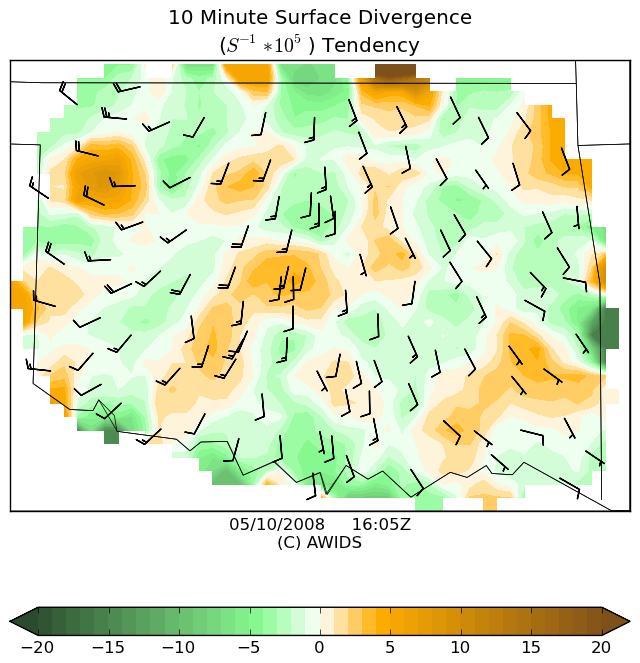 10 Minute Surface Divergence
(S⁻¹ *10⁵ ) Tendency
05/10/2008 16:05Z
(C) AWIDS
−20 −15 −10 −5 0 5 10 15 20